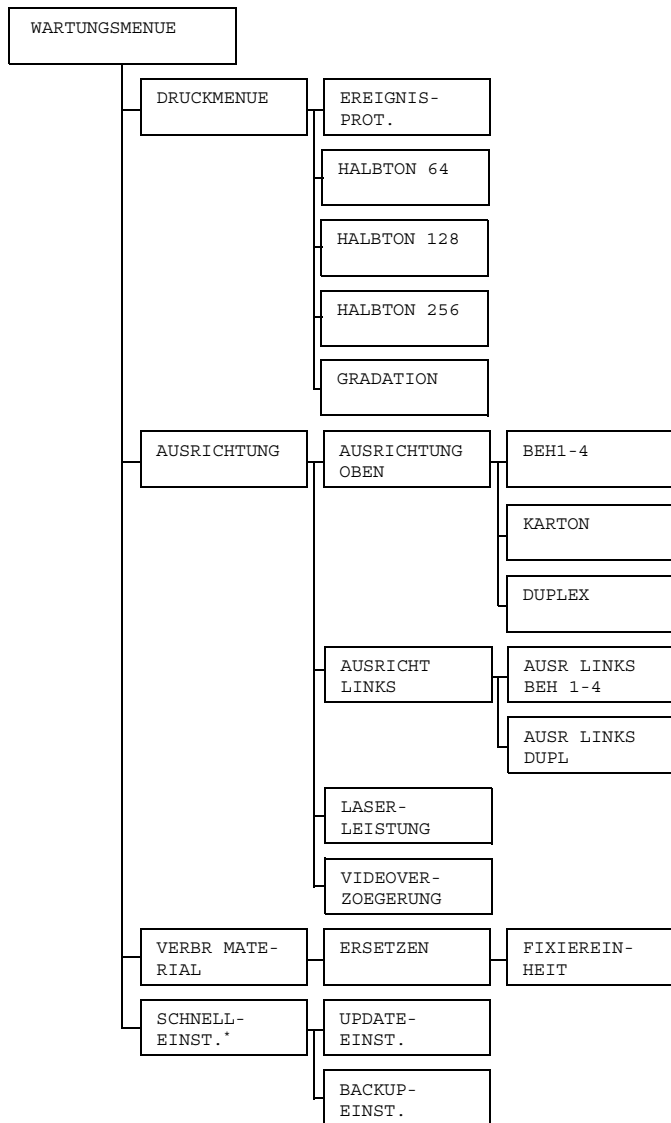 WARTUNGSMENUE
DRUCKMENUE
EREIGNIS-
PROT.
HALBTON 64
HALBTON 128
HALBTON 256
GRADATION
AUSRICHTUNG
AUSRICHTUNG
OBEN
BEH1-4
KARTON
DUPLEX
AUSRICHT
LINKS
AUSR LINKS
BEH 1-4
AUSR LINKS
DUPL
LASER-
LEISTUNG
VIDEOVER-
ZOEGERUNG
VERBR MATE-
RIAL
ERSETZEN
FIXIEREIN-
HEIT
SCHNELL-
EINST.*
UPDATE-
EINST.
BACKUP-
EINST.